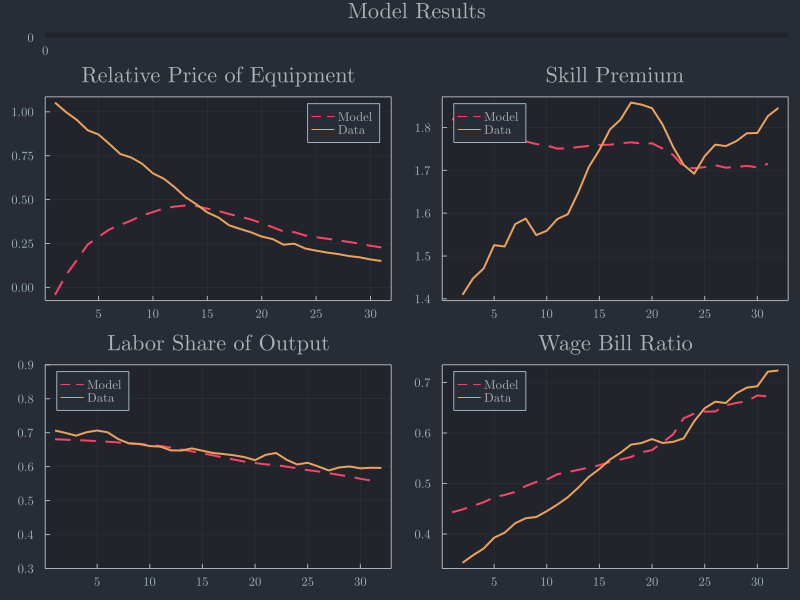 Model Results
0
0
Relative Price of Equipment
1.00
0.75
0.50
0.25
0.00
5 10 15 20 25 30
Model
Data
Skill Premium
1.8
1.7
1.6
1.5
1.4
5 10 15 20 25 30
Model
Data
Labor Share of Output
0.9
0.8
0.7
0.6
0.5
0.4
0.3
5 10 15 20 25 30
Model
Data
Wage Bill Ratio
0.7
0.6
0.5
0.4
5 10 15 20 25 30
Model
Data